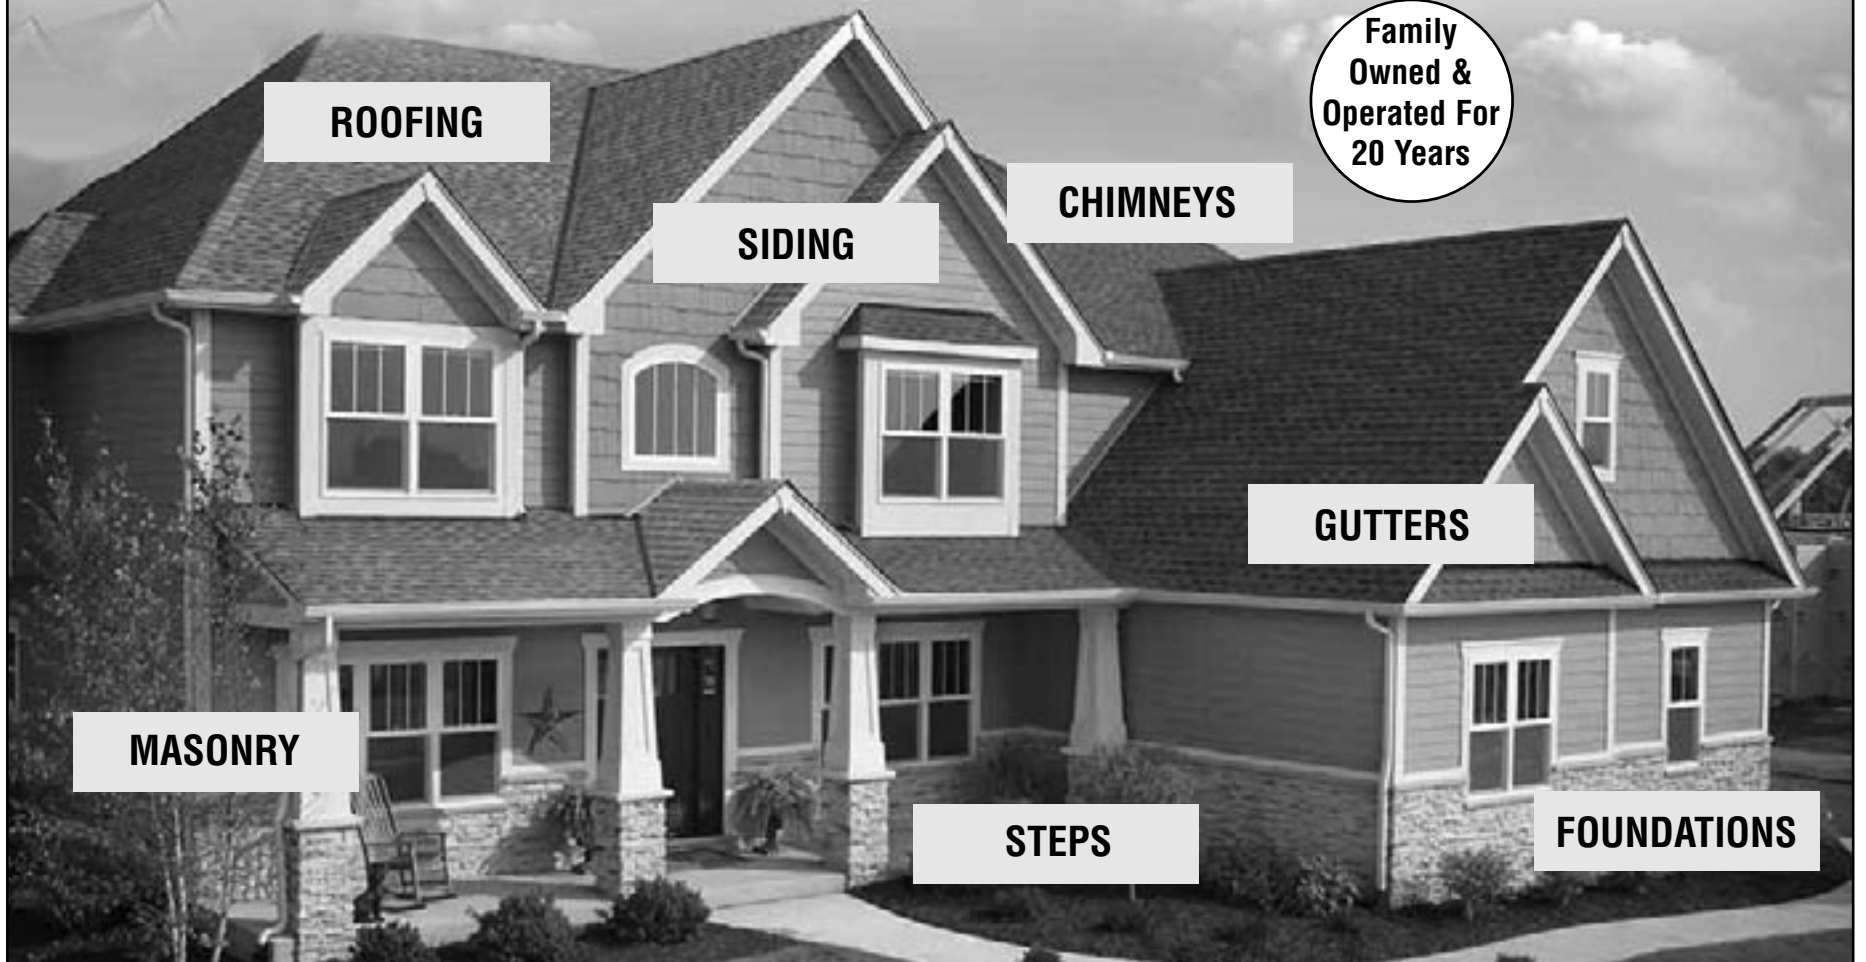 Family
Owned &
Operated For
20 Years
ROOFING
CHIMNEYS
SIDING
GUTTERS
MASONRY
STEPS
FOUNDATIONS